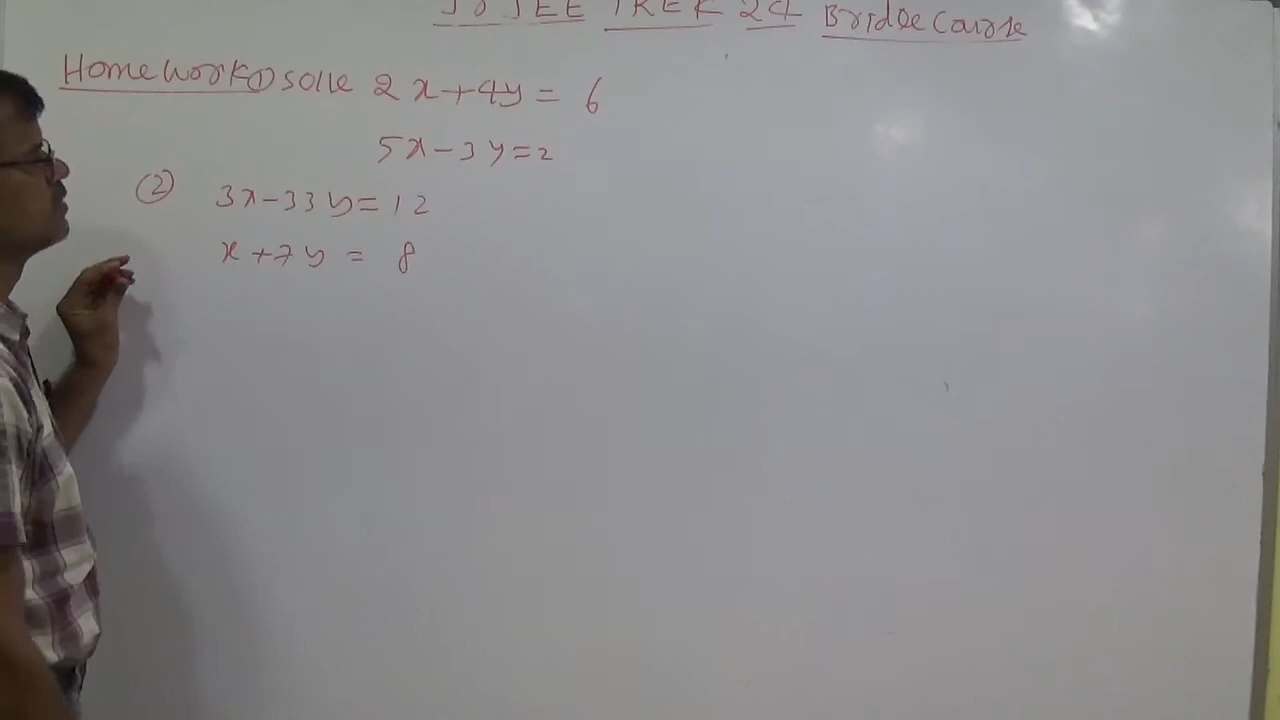 JEE TREK 24 Bridge Course
Homework ① solve 2x+4y = 6
5x-3y=2
② 3x-33y=12
x+7y = 8